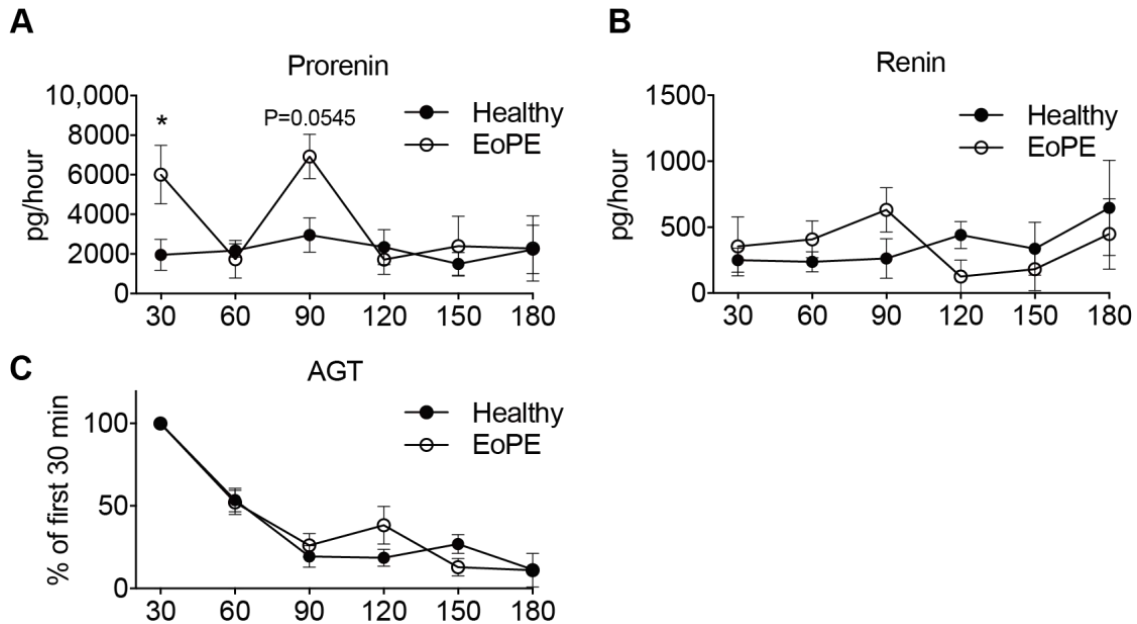 A
Prorenin
10,000
8000
6000
4000
2000
0
pg/hour
*
P=0.0545
Healthy
EoPE
30 60 90 120 150 180
B
Renin
1500
1000
500
0
pg/hour
Healthy
EoPE
30 60 90 120 150 180
C
AGT
100
50
0
% of first 30 min
Healthy
EoPE
30 60 90 120 150 180